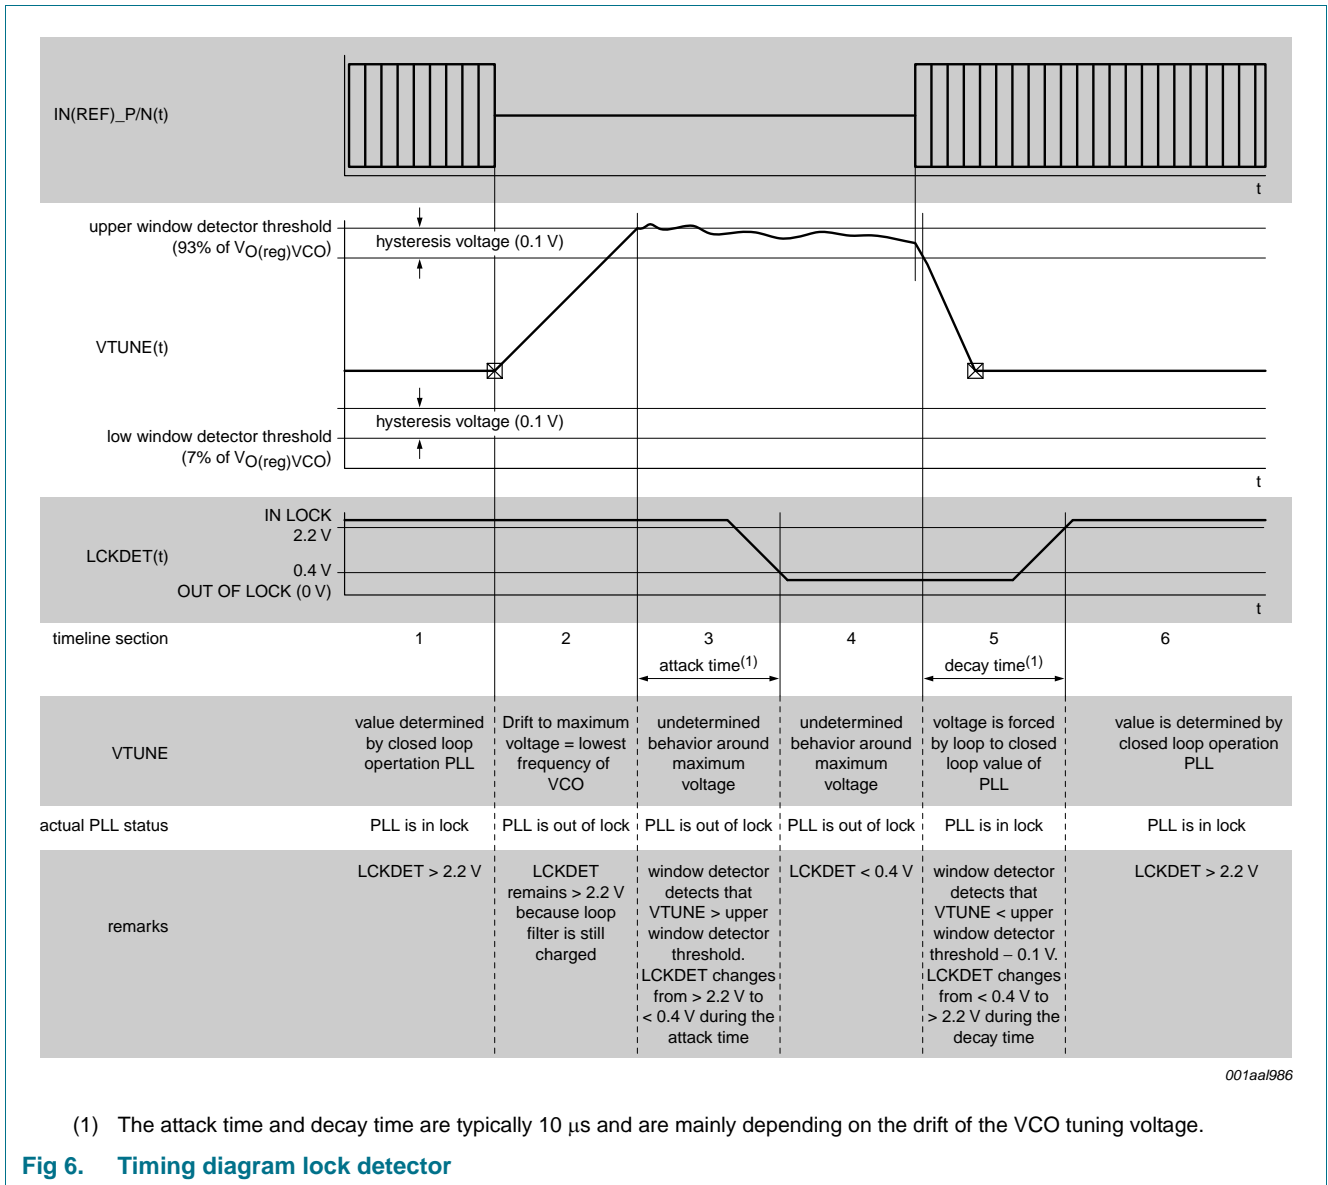 IN(REF)_P/N(t)
t
upper window detector threshold
(93% of VO(reg)VCO)
hysteresis voltage (0.1 V)
VTUNE(t)
hysteresis voltage (0.1 V)
low window detector threshold
(7% of VO(reg)VCO)
t
IN LOCK
2.2 V
LCKDET(t)
0.4 V
OUT OF LOCK (0 V)
t
timeline section
1
2
3
4
5
6
attack time(1)
decay time(1)
VTUNE
value determined
by closed loop
opertation PLL
Drift to maximum
voltage = lowest
frequency of
VCO
undetermined
behavior around
maximum
voltage
undetermined
behavior around
maximum
voltage
voltage is forced
by loop to closed
loop value of
PLL
value is determined by
closed loop operation
PLL
actual PLL status
PLL is in lock
PLL is out of lock
PLL is out of lock
PLL is out of lock
PLL is in lock
PLL is in lock
remarks
LCKDET > 2.2 V
LCKDET
remains > 2.2 V
because loop
filter is still
charged
window detector
detects that
VTUNE > upper
window detector
threshold.
LCKDET changes
from > 2.2 V to
< 0.4 V during the
attack time
LCKDET < 0.4 V
window detector
detects that
VTUNE < upper
window detector
threshold − 0.1 V.
LCKDET changes
from < 0.4 V to
> 2.2 V during the
decay time
LCKDET > 2.2 V
001aal986
(1) The attack time and decay time are typically 10 μs and are mainly depending on the drift of the VCO tuning voltage.
Fig 6. Timing diagram lock detector